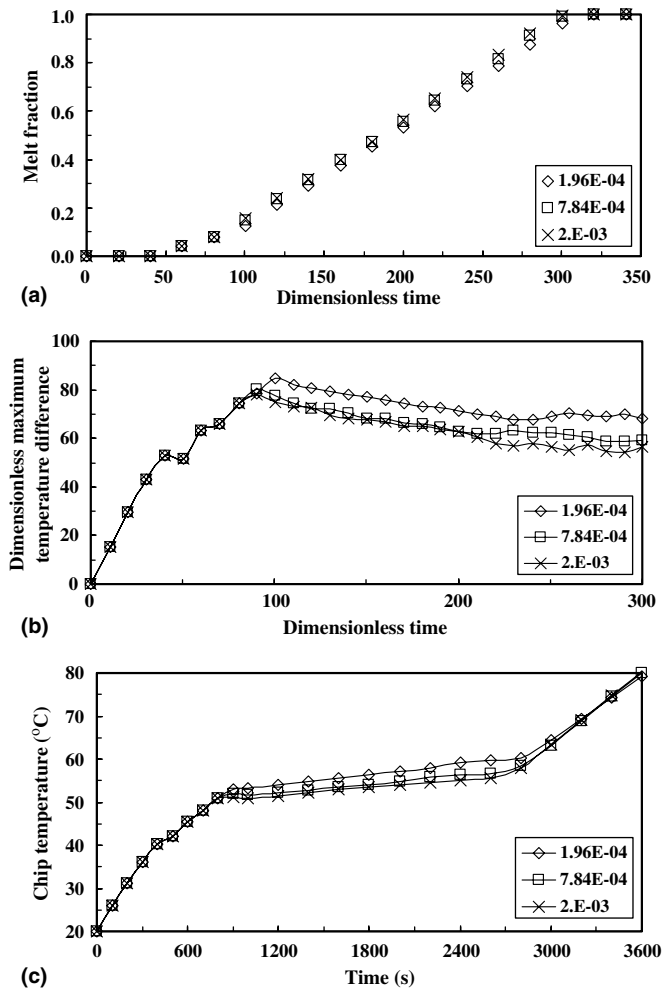 1.0
0.8
0.6
0.4
0.2
0.0
Melt fraction
1.96E-04
7.84E-04
2.E-03
0 50 100 150 200 250 300 350
(a) Dimensionless time
100
80
60
40
20
0
Dimensionless maximum
temperature difference
1.96E-04
7.84E-04
2.E-03
0 100 200 300
(b) Dimensionless time
80
70
60
50
40
30
20
Chip temperature (°C)
1.96E-04
7.84E-04
2.E-03
0 600 1200 1800 2400 3000 3600
(c) Time (s)